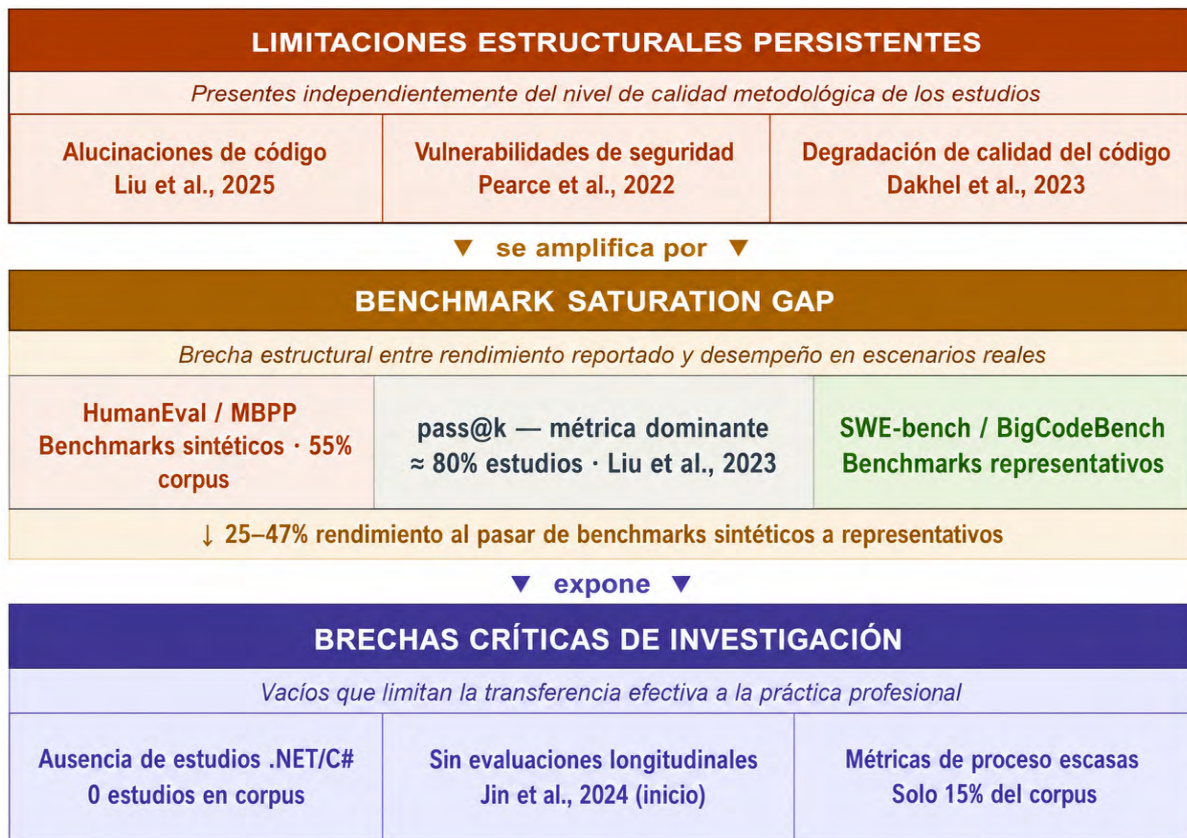 LIMITACIONES ESTRUCTURALES PERSISTENTES
Presentes independientemente del nivel de calidad metodológica de los estudios
Alucinaciones de código
Liu et al., 2025
Vulnerabilidades de seguridad
Pearce et al., 2022
Degradación de calidad del código
Dakhel et al., 2023
▼ se amplifica por ▼
BENCHMARK SATURATION GAP
Brecha estructural entre rendimiento reportado y desempeño en escenarios reales
HumanEval / MBPP
Benchmarks sintéticos · 55%
corpus
pass@k — métrica dominante
≈ 80% estudios · Liu et al., 2023
SWE-bench / BigCodeBench
Benchmarks representativos
↓ 25–47% rendimiento al pasar de benchmarks sintéticos a representativos
▼ expone ▼
BRECHAS CRÍTICAS DE INVESTIGACIÓN
Vacíos que limitan la transferencia efectiva a la práctica profesional
Ausencia de estudios .NET/C#
0 estudios en corpus
Sin evaluaciones longitudinales
Jin et al., 2024 (inicio)
Métricas de proceso escasas
Solo 15% del corpus